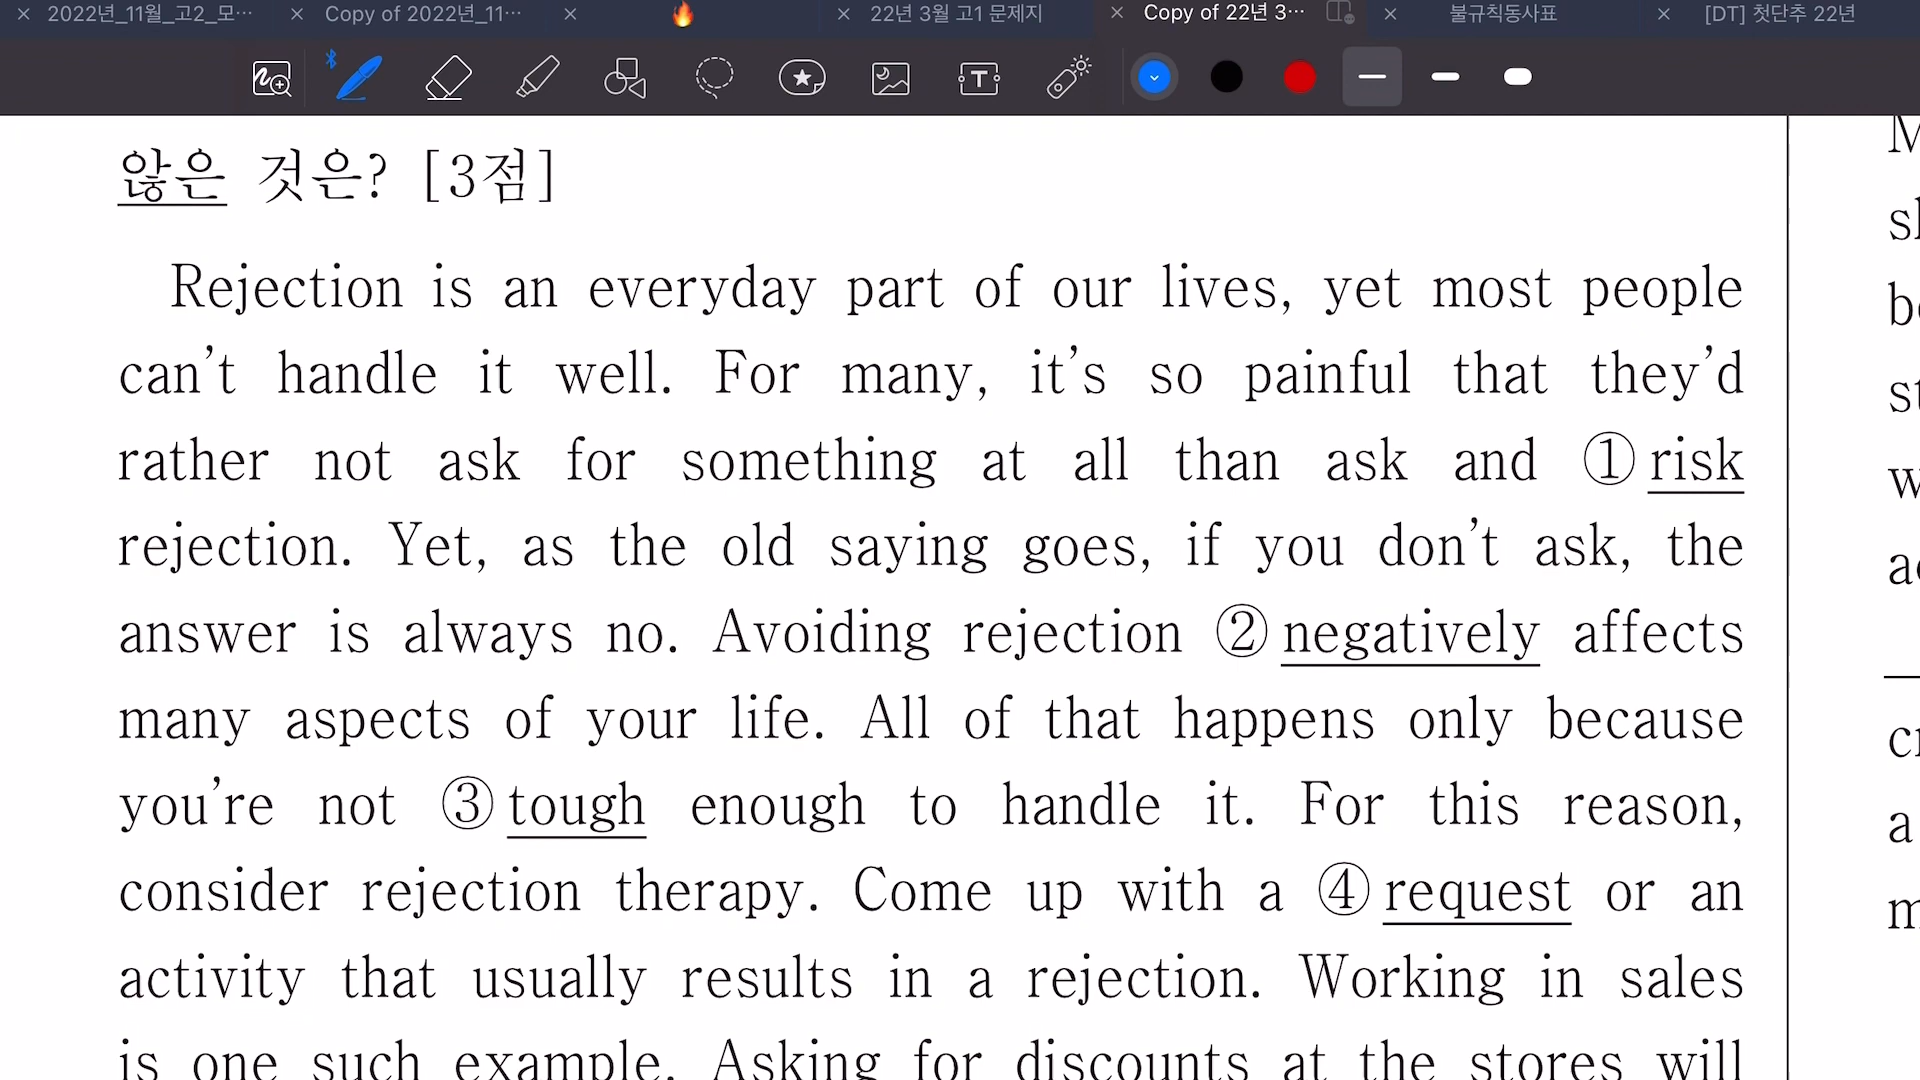 2022년_11월_고2_모… Copy of 2022년_11… 22년 3월 고1 문제지 Copy of 22년 3… 불규칙동사표 [DT] 첫단추 22년
않은 것은? [3점]
Rejection is an everyday part of our lives, yet most people
can't handle it well. For many, it's so painful that they'd
rather not ask for something at all than ask and ① risk
rejection. Yet, as the old saying goes, if you don't ask, the
answer is always no. Avoiding rejection ② negatively affects
many aspects of your life. All of that happens only because
you're not ③ tough enough to handle it. For this reason,
consider rejection therapy. Come up with a ④ request or an
activity that usually results in a rejection. Working in sales
is one such example. Asking for discounts at the stores will